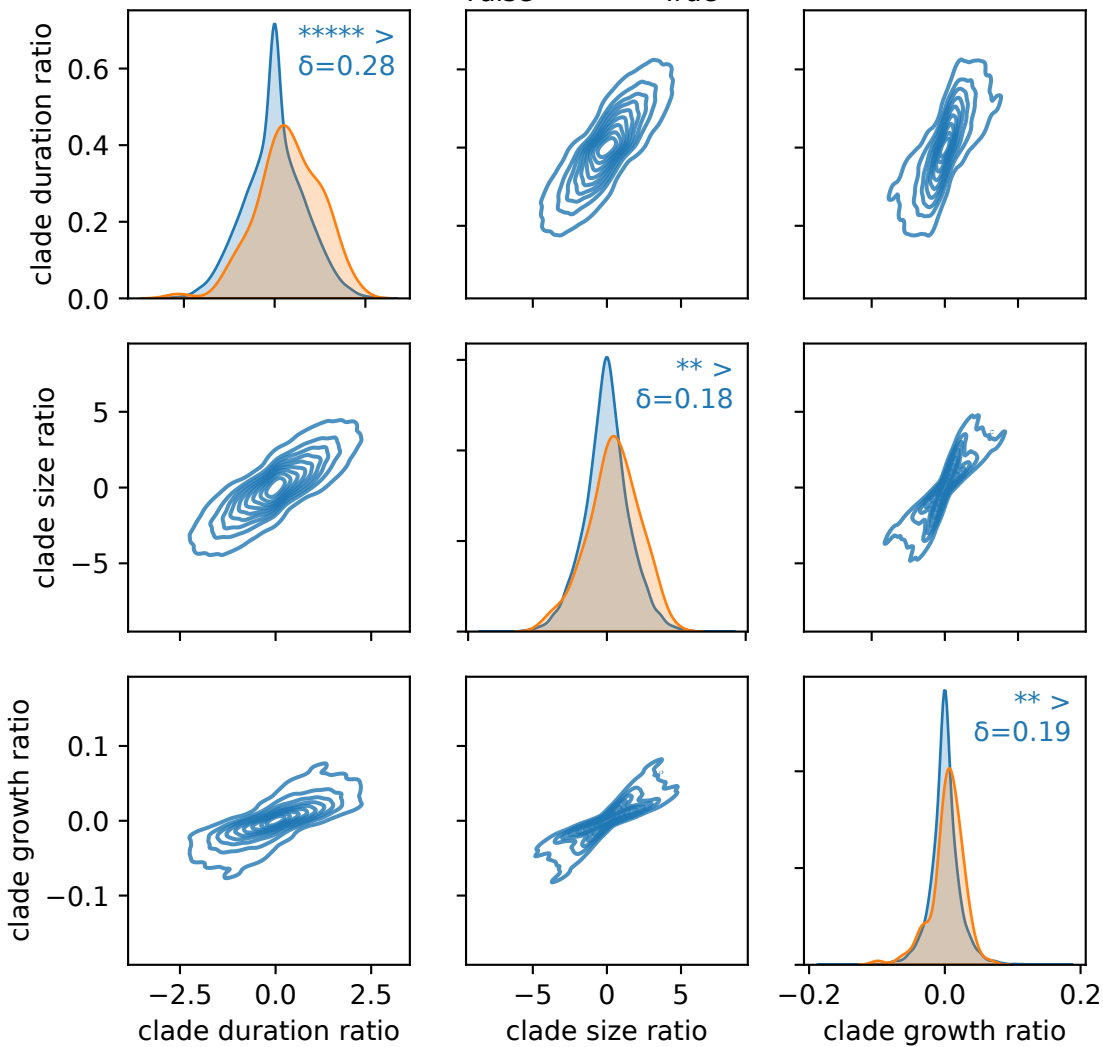 ***** >
δ=0.28
0.6
0.4
0.2
0.0
clade duration ratio
** >
δ=0.18
5
0
−5
clade size ratio
** >
δ=0.19
0.1
0.0
−0.1
clade growth ratio
−2.5 0.0 2.5
−5 0 5
−0.2 0.0 0.2
clade duration ratio
clade size ratio
clade growth ratio